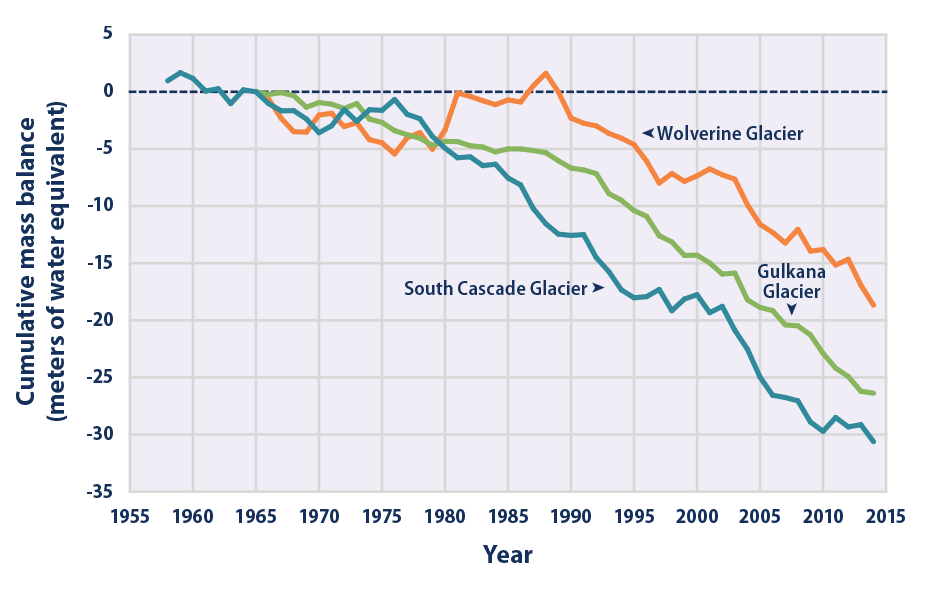 5
0
-5
-10
-15
-20
-25
-30
-35
Cumulative mass balance
(meters of water equivalent)
Wolverine Glacier
Gulkana
Glacier
South Cascade Glacier
1955 1960 1965 1970 1975 1980 1985 1990 1995 2000 2005 2010 2015
Year